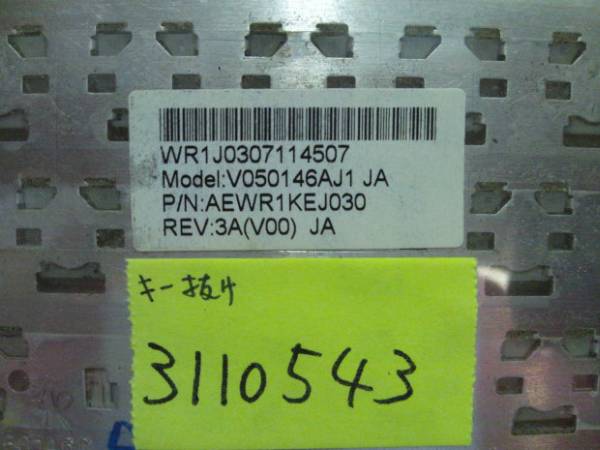 WR1J0307114507
Model:V050146AJ1 JA
P/N:AEWR1KEJ030
REV:3A(V00) JA
キー抜け
3110543